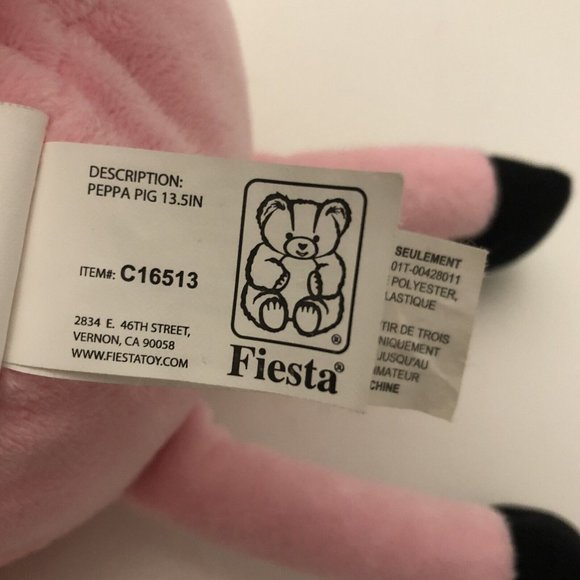 DESCRIPTION:
PEPPA PIG 13.5IN
ITEM#: C16513
2834 E. 46TH STREET,
VERNON, CA 90058
WWW.FIESTATOY.COM
®
Fiesta®
SEULEMENT
01T-00428011
POLYESTER,
LASTIQUE
TIR DE TROIS
NIQUEMENT
JUSQU'AU
MATEUR
CHINE